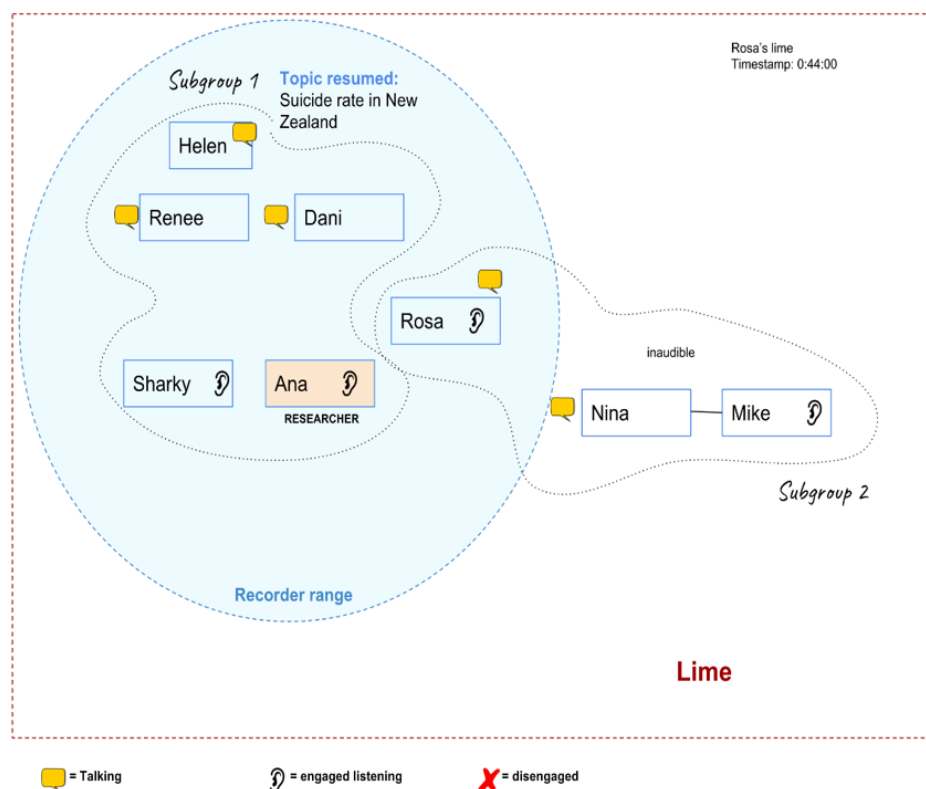 Rosa's lime
Timestamp: 0:44:00
Subgroup 1
Topic resumed:
Suicide rate in New
Zealand
Helen
Renee
Dani
Rosa
inaudible
Sharky
Ana
RESEARCHER
Nina
Mike
Subgroup 2
Recorder range
Lime
= Talking
= engaged listening
= disengaged